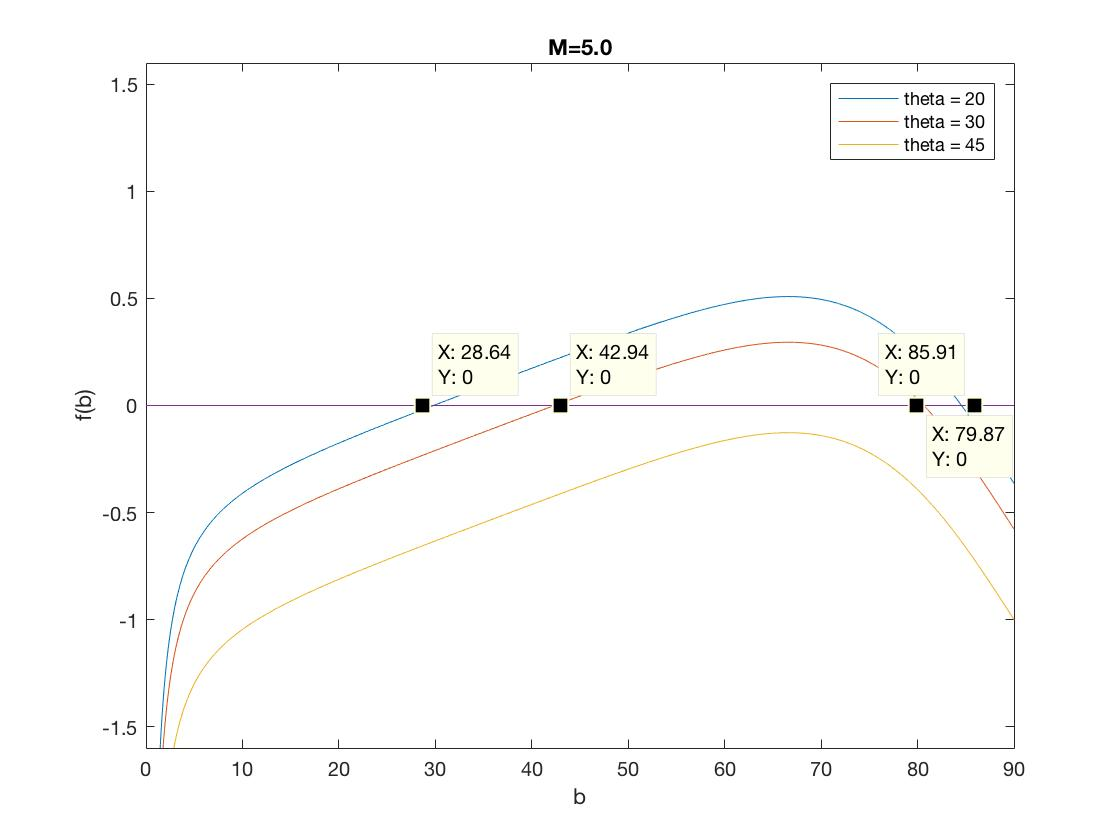 M=5.0
1.5
1
0.5
0
-0.5
-1
-1.5
f(b)
theta = 20
theta = 30
theta = 45
X: 28.64
Y: 0
X: 42.94
Y: 0
X: 85.91
Y: 0
X: 79.87
Y: 0
0 10 20 30 40 50 60 70 80 90
b